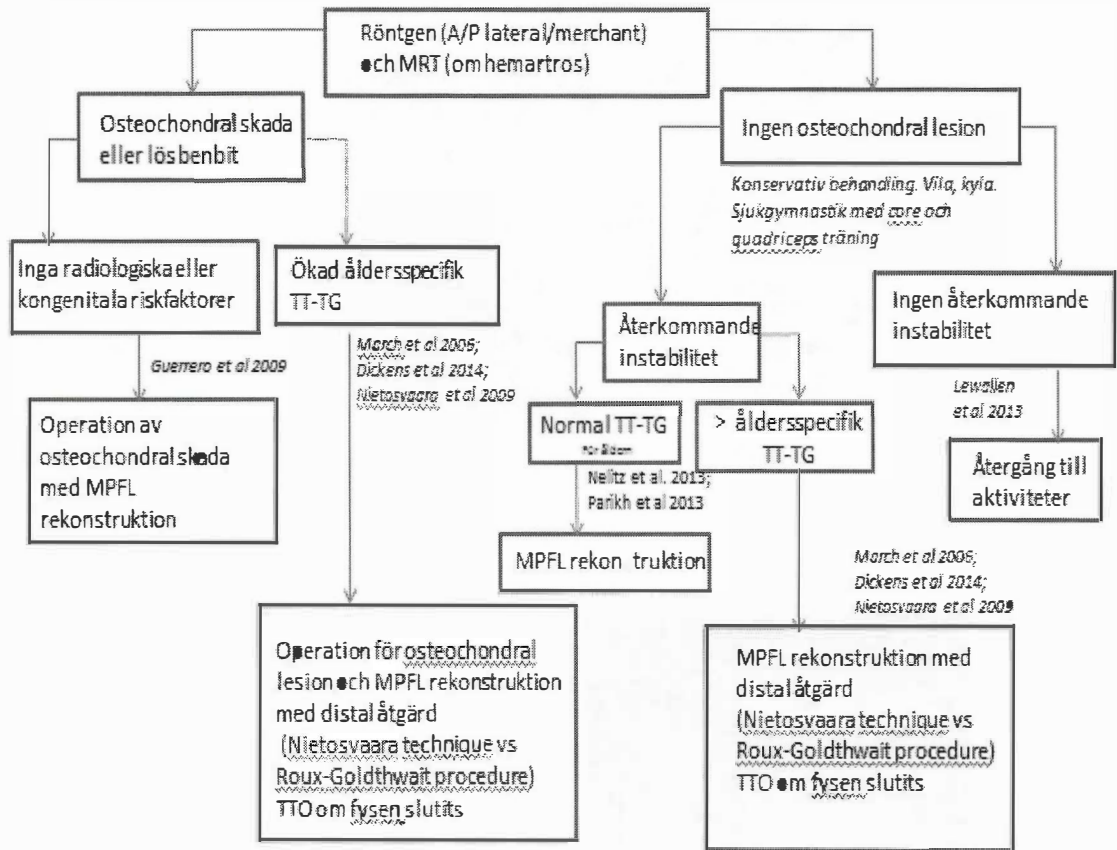 Röntgen (A/P lateral/merchant)
och MRT (om hemartros)
Osteochondral skada
eller lös benbit
Ingen osteochondral lesion
Konservativ behandling. Vila, kyla.
Sjukgymnastik med core och
quadriceps träning
Inga radiologiska eller
kongenitala riskfaktorer
Ökad åldersspecifik
TT-TG
Återkommande
instabilitet
Ingen återkommande
instabilitet
Guerrero et al 2009
March et al 2006;
Dickens et al 2014;
Nietosvaara et al 2009
Lewallen
et al 2013
Operation av
osteochondral skada
med MPFL
rekonstruktion
Normal TT-TG
För åldern
> åldersspecifik
TT-TG
Återgång till
aktiviteter
Nelitz et al. 2013;
Parikh et al 2013
MPFL rekon truktion
March et al 2006;
Dickens et al 2014;
Nietosvaara et al 2009
Operation för osteochondral
lesion och MPFL rekonstruktion
med distal åtgärd
(Nietosvaara technique vs
Roux-Goldthwait procedure)
TTO om fysen slutits
MPFL rekonstruktion med
distal åtgärd
(Nietosvaara technique vs
Roux-Goldthwait procedure)
TTO om fysen slutits